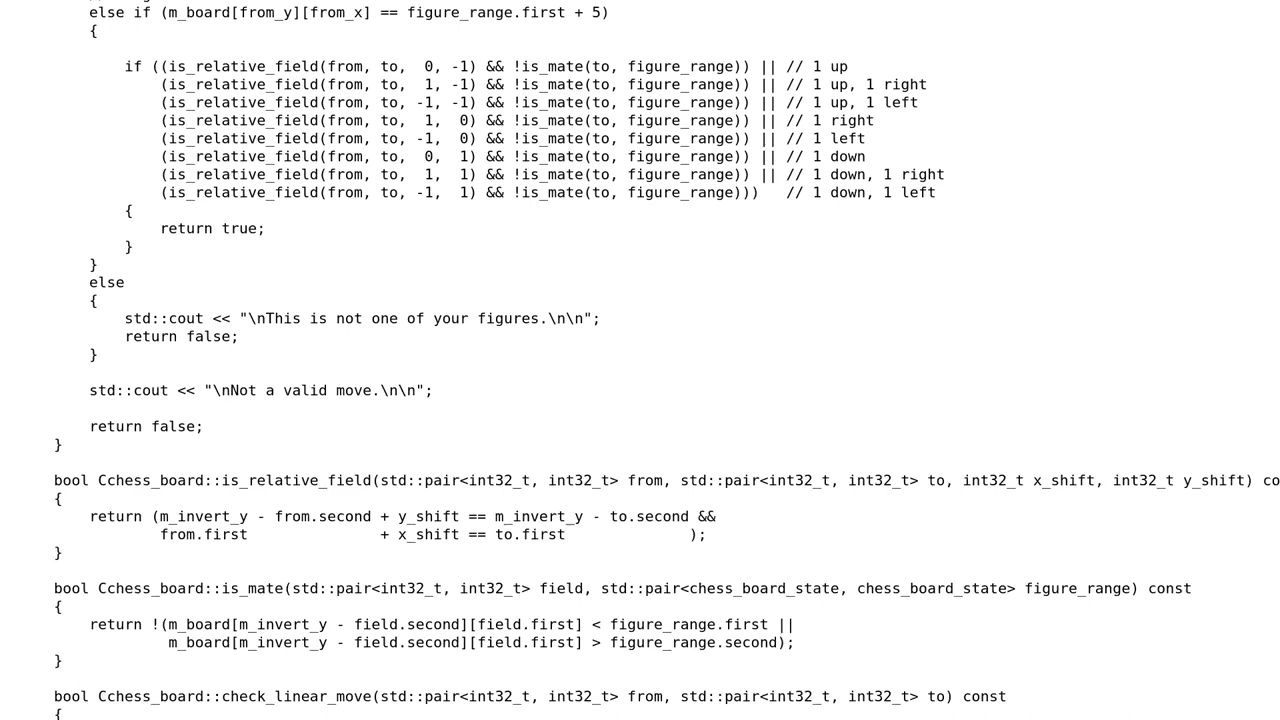 else if (m_board[from_y][from_x] == figure_range.first + 5)
{
if ((is_relative_field(from, to,  0, -1) && !is_mate(to, figure_range)) || // 1 up
(is_relative_field(from, to,  1, -1) && !is_mate(to, figure_range)) || // 1 up, 1 right
(is_relative_field(from, to, -1, -1) && !is_mate(to, figure_range)) || // 1 up, 1 left
(is_relative_field(from, to,  1,  0) && !is_mate(to, figure_range)) || // 1 right
(is_relative_field(from, to, -1,  0) && !is_mate(to, figure_range)) || // 1 left
(is_relative_field(from, to,  0,  1) && !is_mate(to, figure_range)) || // 1 down
(is_relative_field(from, to,  1,  1) && !is_mate(to, figure_range)) || // 1 down, 1 right
(is_relative_field(from, to, -1,  1) && !is_mate(to, figure_range)))   // 1 down, 1 left
{
return true;
}
}
else
{
std::cout << "\nThis is not one of your figures.\n\n";
return false;
}
std::cout << "\nNot a valid move.\n\n";
return false;
}
bool Cchess_board::is_relative_field(std::pair<int32_t, int32_t> from, std::pair<int32_t, int32_t> to, int32_t x_shift, int32_t y_shift) co
{
return (m_invert_y - from.second + y_shift == m_invert_y - to.second &&
from.first               + x_shift == to.first              );
}
bool Cchess_board::is_mate(std::pair<int32_t, int32_t> field, std::pair<chess_board_state, chess_board_state> figure_range) const
{
return !(m_board[m_invert_y - field.second][field.first] < figure_range.first ||
m_board[m_invert_y - field.second][field.first] > figure_range.second);
}
bool Cchess_board::check_linear_move(std::pair<int32_t, int32_t> from, std::pair<int32_t, int32_t> to) const
{